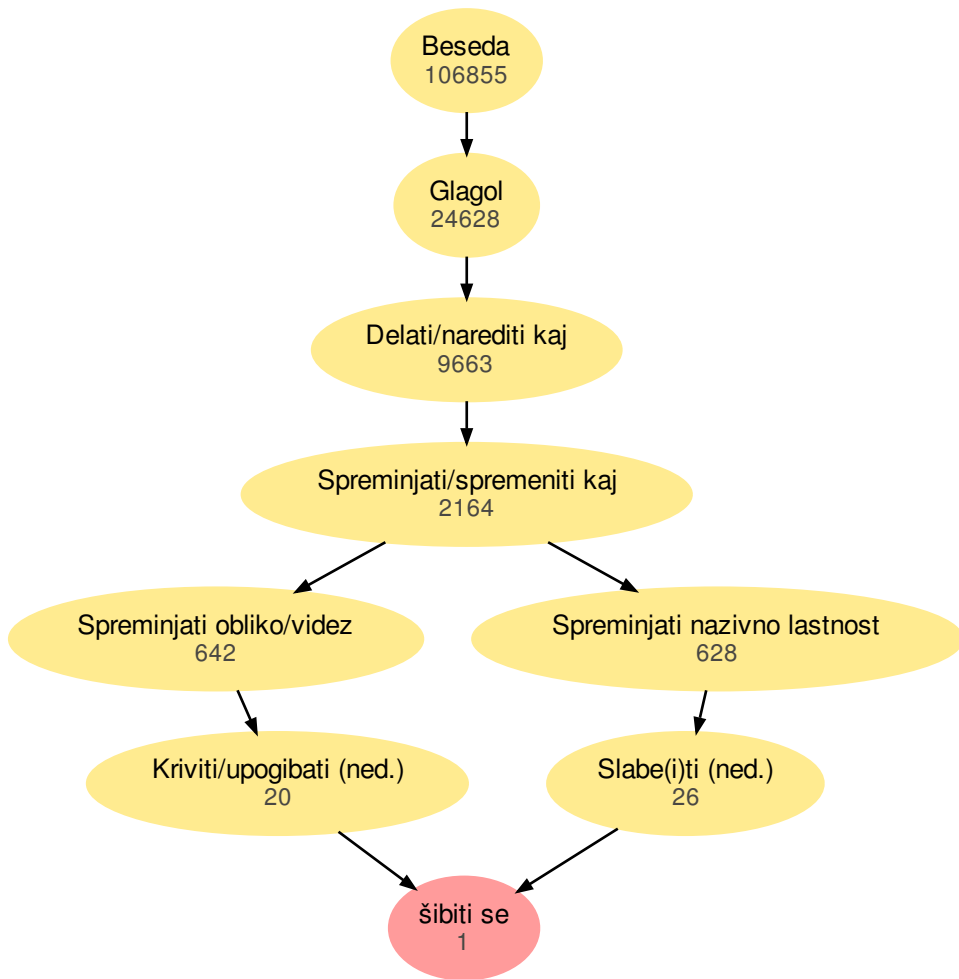 Beseda
106855
Glagol
24628
Delati/narediti kaj
9663
Spreminjati/spremeniti kaj
2164
Spreminjati obliko/videz
642
Spreminjati nazivno lastnost
628
Kriviti/upogibati (ned.)
20
Slabe(i)ti (ned.)
26
šibiti se
1